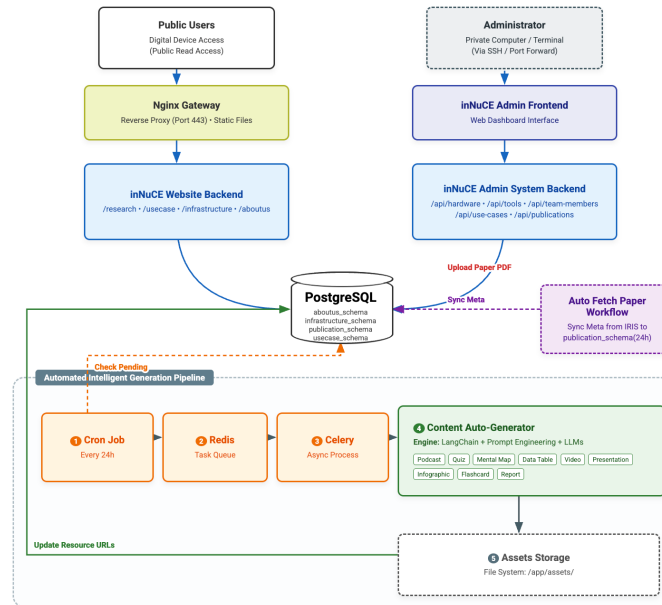 Public Users
Digital Device Access
(Public Read Access)
Administrator
Private Computer / Terminal
(Via SSH / Port Forward)
Nginx Gateway
Reverse Proxy (Port 443) • Static Files
inNuCE Admin Frontend
Web Dashboard Interface
inNuCE Website Backend
/research • /usecase • /infrastructure • /aboutus
inNuCE Admin System Backend
/api/hardware • /api/tools • /api/team-members
/api/use-cases • /api/publications
Upload Paper PDF
PostgreSQL
aboutus_schema
infrastructure_schema
publication_schema
usecase_schema
Sync Meta
Auto Fetch Paper
Workflow
Sync Meta from IRIS to
publication_schema(24h)
Check Pending
Automated Intelligent Generation Pipeline
1 Cron Job
Every 24h
2 Redis
Task Queue
3 Celery
Async Process
4 Content Auto-Generator
Engine: LangChain + Prompt Engineering + LLMs
Podcast Quiz Mental Map Data Table Video Presentation
Infographic Flashcard Report
Update Resource URLs
5 Assets Storage
File System: /app/assets/